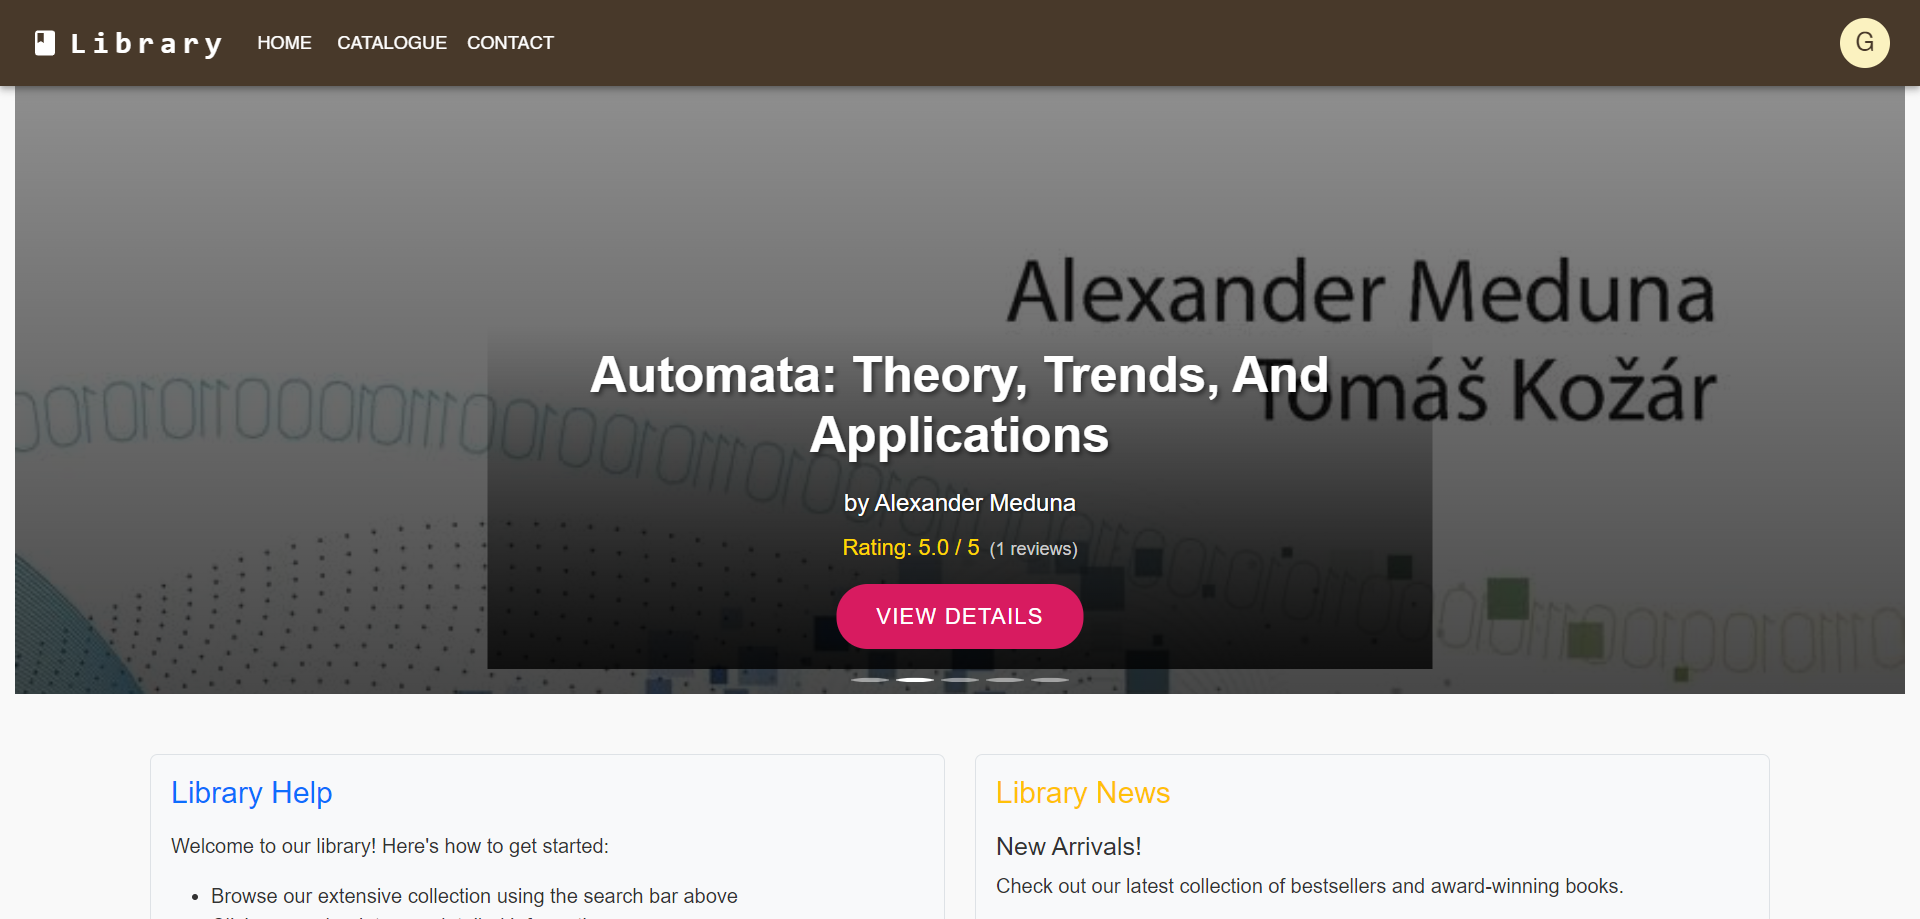 Library HOME CATALOGUE CONTACT G
Alexander Meduna
Tomáš Kožár
Automata: Theory, Trends, And
Applications
by Alexander Meduna
Rating: 5.0 / 5 (1 reviews)
VIEW DETAILS
Library Help
Welcome to our library! Here's how to get started:
• Browse our extensive collection using the search bar above
Library News
New Arrivals!
Check out our latest collection of bestsellers and award-winning books.